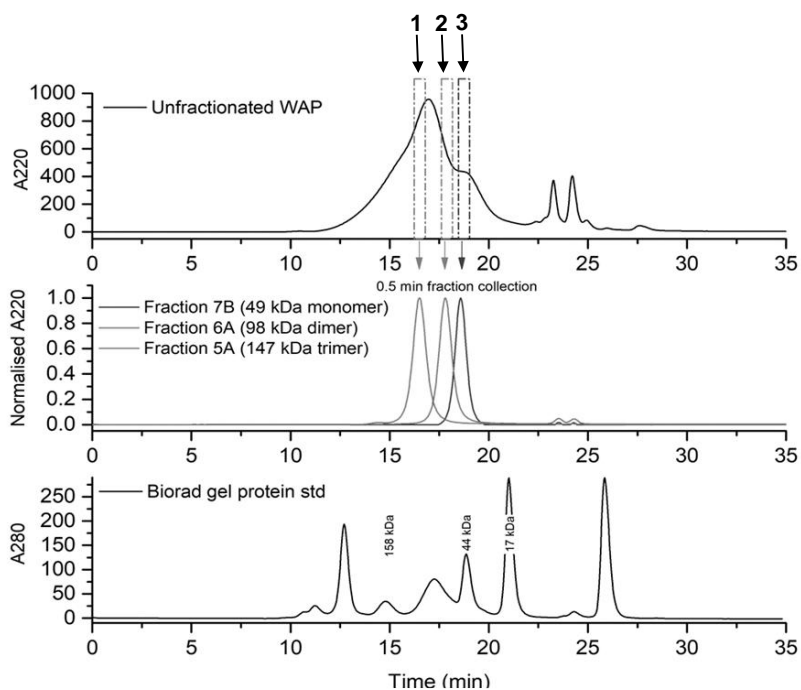 1 2 3
Unfractionated WAP
A220
1000
800
600
400
200
0
0 5 10 15 20 25 30 35
0.5 min fraction collection
Fraction 7B (49 kDa monomer)
Fraction 6A (98 kDa dimer)
Fraction 5A (147 kDa trimer)
Normalised A220
1.0
0.8
0.6
0.4
0.2
0.0
0 5 10 15 20 25 30 35
Biorad gel protein std
A280
250
200
150
100
50
0
158 kDa
44 kDa
17 kDa
0 5 10 15 20 25 30 35
Time (min)